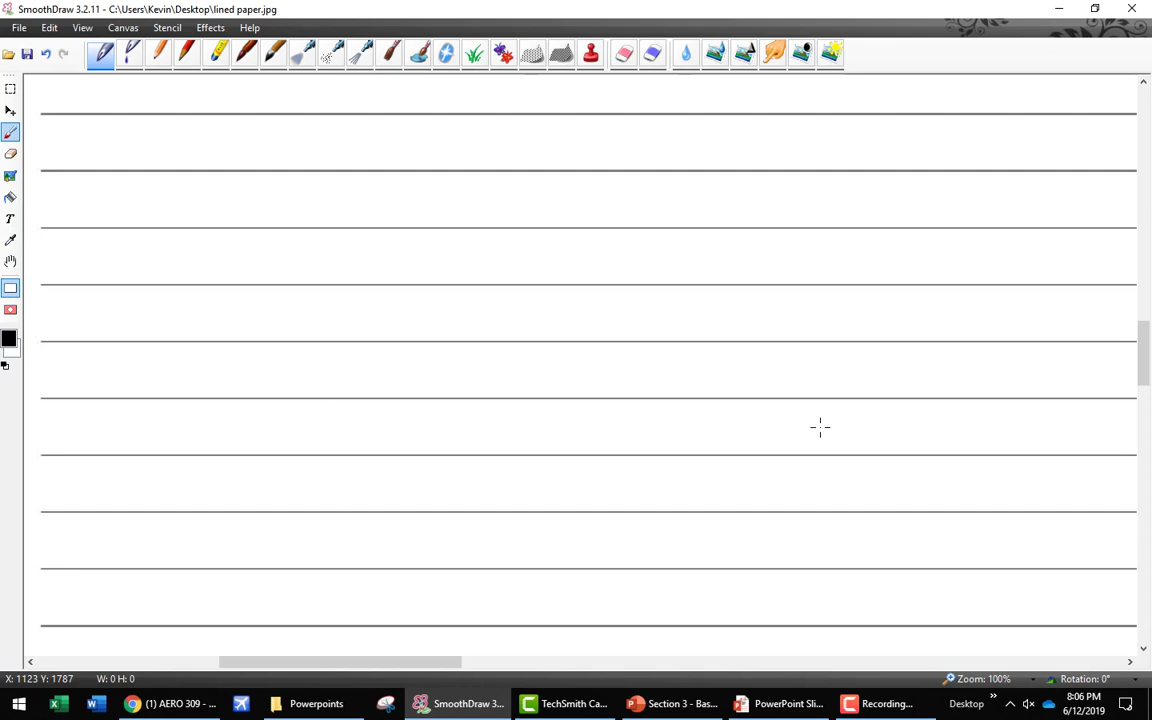 SmoothDraw 3.2.11 - C:\Users\Kevin\Desktop\lined paper.jpg
File Edit View Canvas Stencil Effects Help
T
X: 1123 Y: 1787 W: 0 H: 0 Zoom: 100% Rotation: 0°
(1) AERO 309 - ... Powerpoints SmoothDraw 3... TechSmith Ca... Section 3 - Bas... PowerPoint Sli... Recording... Desktop 8:06 PM
6/12/2019